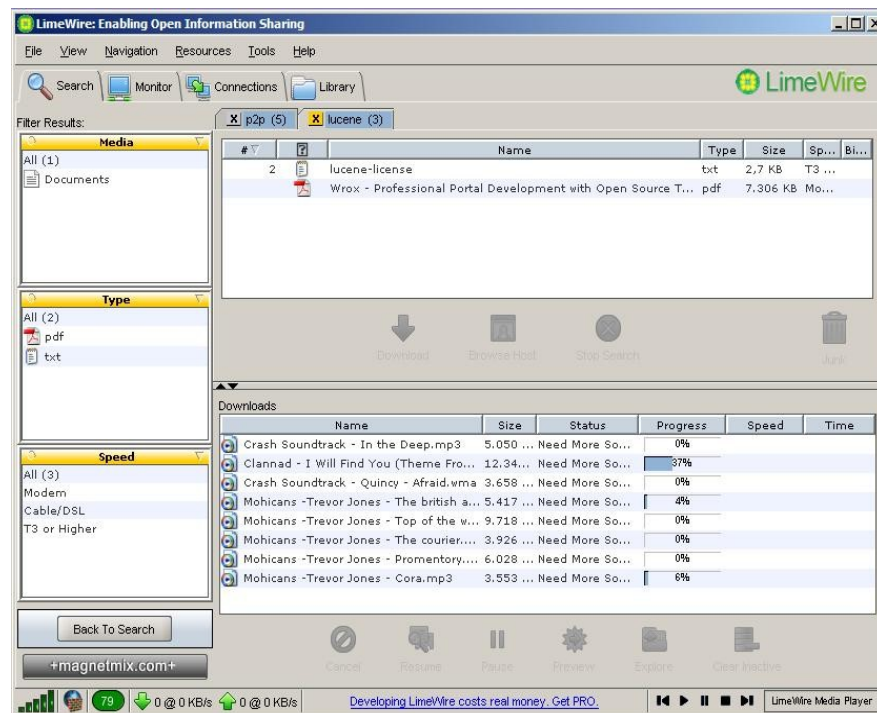 LimeWire: Enabling Open Information Sharing
File View Navigation Resources Tools Help
Search Monitor Connections Library LimeWire
Filter Results:
p2p (5) lucene (3)
Media
All (1)
Documents
# ? Name Type Size Sp... Bi...
2 lucene-license txt 2,7 KB T3 ...
Wrox - Professional Portal Development with Open Source T... pdf 7.306 KB Mo...
Type
All (2)
pdf
txt
Download Browse Host Stop Search Junk
Downloads
Name Size Status Progress Speed Time
Crash Soundtrack - In the Deep.mp3 5.050 ... Need More So... 0%
Clannad - I Will Find You (Theme Fro... 12.34... Need More So... 37%
Crash Soundtrack - Quincy - Afraid.wma 3.658 ... Need More So... 0%
Mohicans -Trevor Jones - The british a... 5.417 ... Need More So... 4%
Mohicans -Trevor Jones - Top of the w... 9.718 ... Need More So... 0%
Mohicans -Trevor Jones - The courier.... 3.926 ... Need More So... 0%
Mohicans -Trevor Jones - Promentory.... 6.028 ... Need More So... 0%
Mohicans -Trevor Jones - Cora.mp3 3.553 ... Need More So... 6%
Speed
All (3)
Modem
Cable/DSL
T3 or Higher
Back To Search
+magnetmix.com+
Cancel Resume Pause Preview Explore Clear Inactive
79 0 @ 0 KB/s 0 @ 0 KB/s Developing LimeWire costs real money. Get PRO. LimeWire Media Player